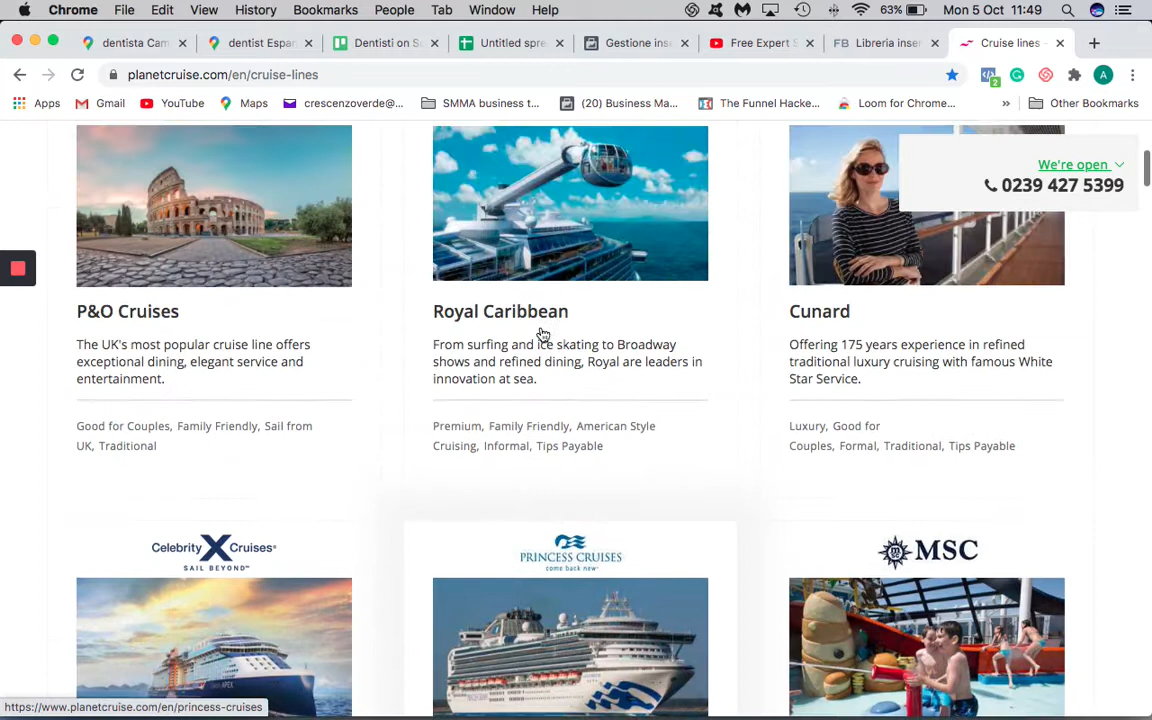 Chrome File Edit View History Bookmarks People Tab Window Help 63% Mon 5 Oct 11:49
dentista Cam dentist Espar Dentisti on S Untitled spre Gestione inse Free Expert S FB Libreria inser Cruise lines -
planetcruise.com/en/cruise-lines 2 A
Apps Gmail YouTube Maps crescenzoverde@... SMMA business t... (20) Business Ma... The Funnel Hacke... Loom for Chrome... » Other Bookmarks
We're open
0239 427 5399
P&O Cruises Royal Caribbean Cunard
The UK's most popular cruise line offers
exceptional dining, elegant service and
entertainment.
From surfing and ice skating to Broadway
shows and refined dining, Royal are leaders in
innovation at sea.
Offering 175 years experience in refined
traditional luxury cruising with famous White
Star Service.
Good for Couples, Family Friendly, Sail from
UK, Traditional
Premium, Family Friendly, American Style
Cruising, Informal, Tips Payable
Luxury, Good for
Couples, Formal, Traditional, Tips Payable
Celebrity X Cruises®
SAIL BEYOND™
PRINCESS CRUISES
come back new®
MSC
APEX
https://www.planetcruise.com/en/princess-cruises